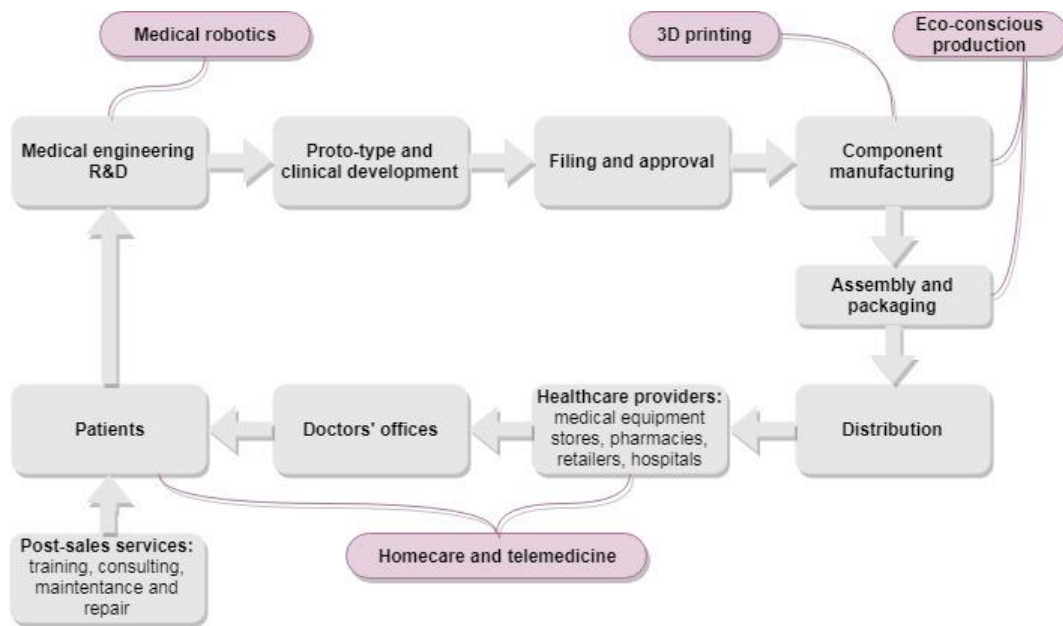 Medical robotics
3D printing
Eco-conscious
production
Medical engineering
R&D
Proto-type and
clinical development
Filing and approval
Component
manufacturing
Assembly and
packaging
Distribution
Healthcare providers:
medical equipment
stores, pharmacies,
retailers, hospitals
Doctors' offices
Patients
Post-sales services:
training, consulting,
maintentance and
repair
Homecare and telemedicine